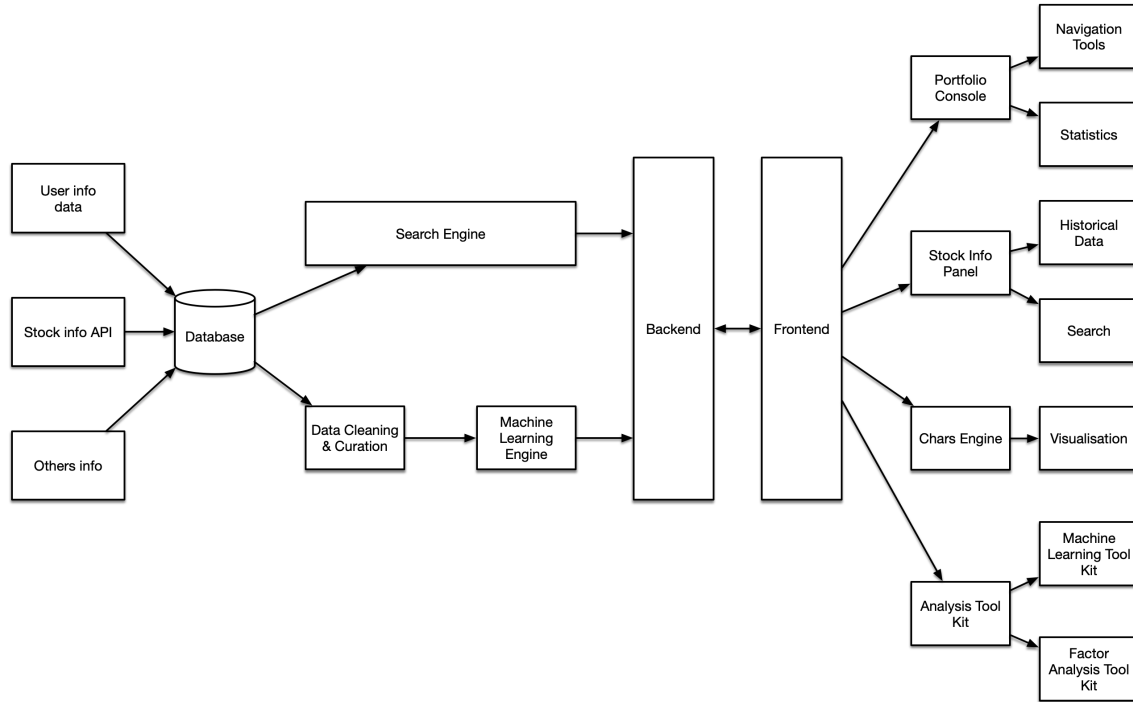 Navigation
Tools
Portfolio
Console
Statistics
User info
data
Search Engine
Historical
Data
Stock Info
Panel
Stock info API
Database
Backend
Frontend
Search
Data Cleaning
& Curation
Machine
Learning
Engine
Chars Engine
Visualisation
Others info
Machine
Learning Tool
Kit
Analysis Tool
Kit
Factor
Analysis Tool
Kit